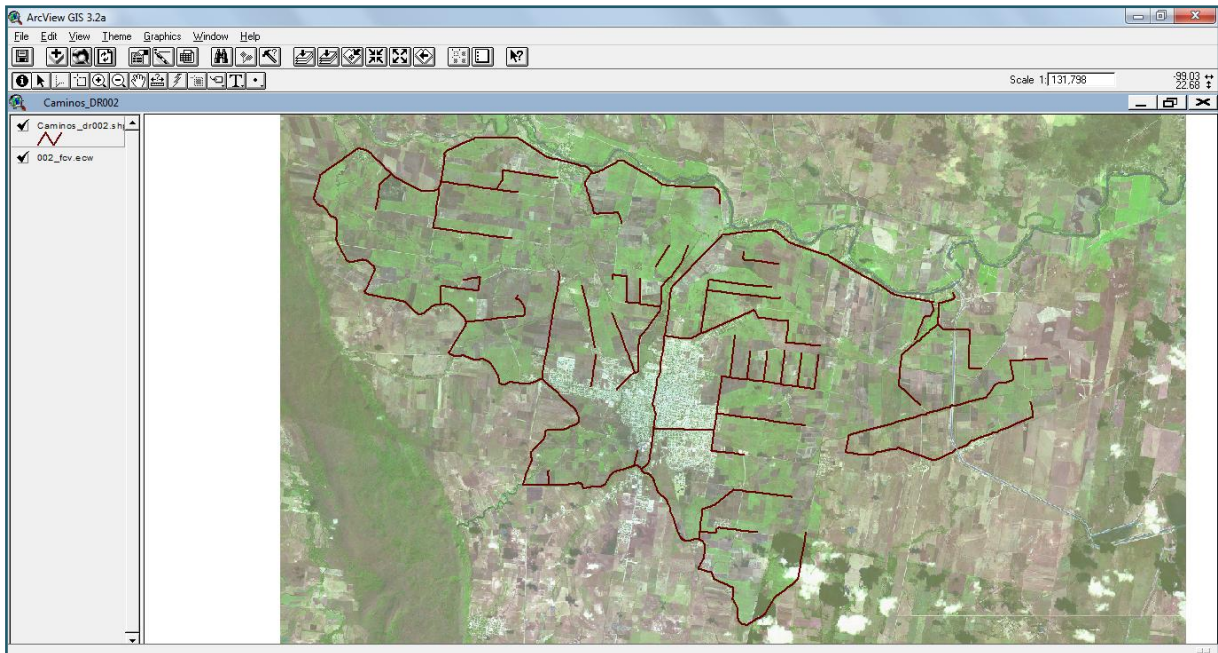 ArcView GIS 3.2a
File Edit View Theme Graphics Window Help
Scale 1: 131,798
-99.03
22.68
Caminos_DR002
Caminos_dr002.shp
002_fcv.ecw